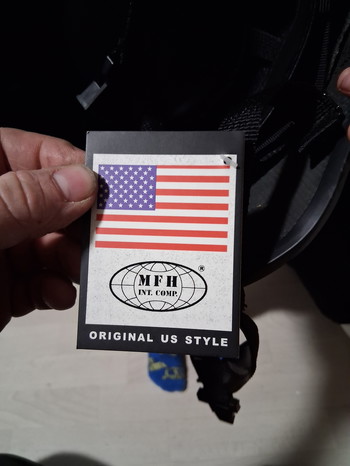 MFH
INT. COMP.
®
ORIGINAL US STYLE